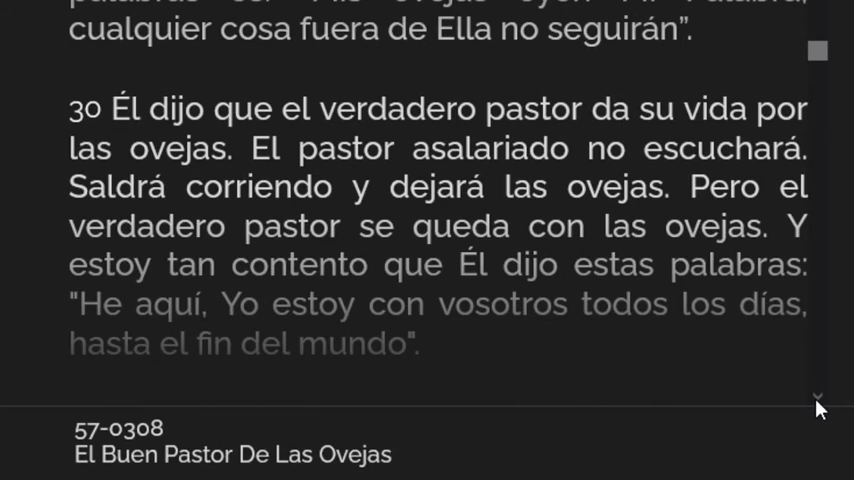 cualquier cosa fuera de Ella no seguirán”.
30 Él dijo que el verdadero pastor da su vida por
las ovejas. El pastor asalariado no escuchará.
Saldrá corriendo y dejará las ovejas. Pero el
verdadero pastor se queda con las ovejas. Y
estoy tan contento que Él dijo estas palabras:
"He aquí, Yo estoy con vosotros todos los días,
hasta el fin del mundo".
57-0308
El Buen Pastor De Las Ovejas